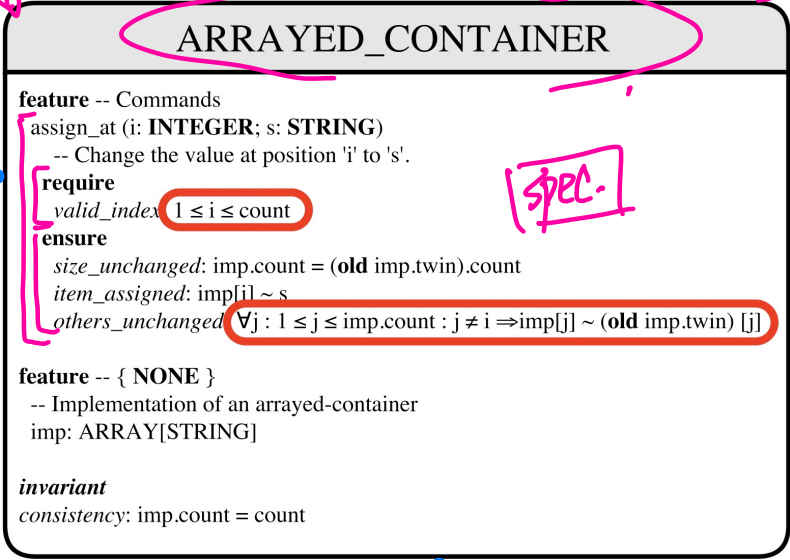 ARRAYED_CONTAINER
feature -- Commands
assign_at (i: INTEGER; s: STRING)
-- Change the value at position 'i' to 's'.
require
valid_index 1 ≤ i ≤ count
spec.
ensure
size_unchanged: imp.count = (old imp.twin).count
item_assigned: imp[i] ~ s
others_unchanged ∀j : 1 ≤ j ≤ imp.count : j ≠ i ⇒imp[j] ~ (old imp.twin) [j]
feature -- { NONE }
-- Implementation of an arrayed-container
imp: ARRAY[STRING]
invariant
consistency: imp.count = count